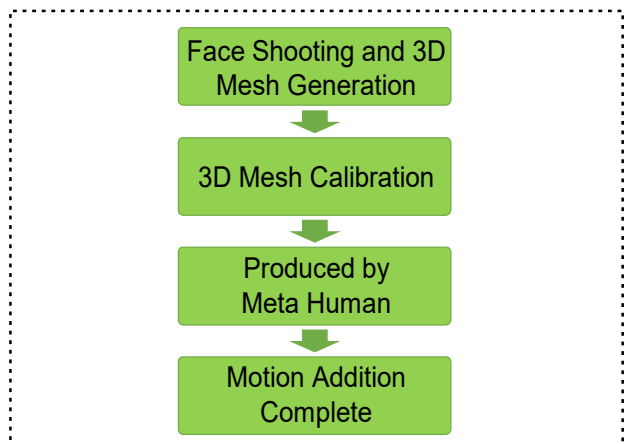 Face Shooting and 3D
Mesh Generation
3D Mesh Calibration
Produced by
Meta Human
Motion Addition
Complete